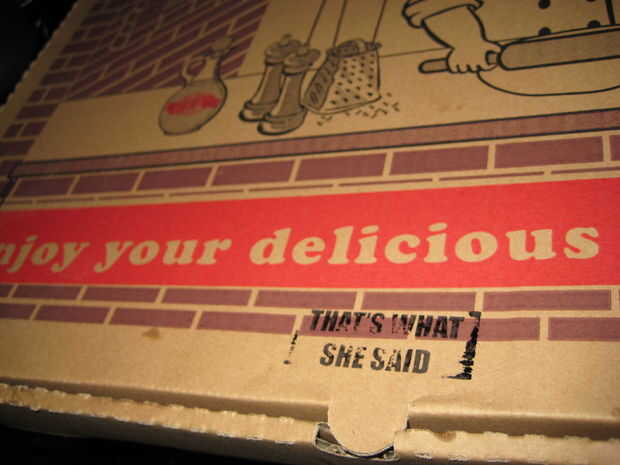 njoy your delicious
THAT'S WHAT
SHE SAID